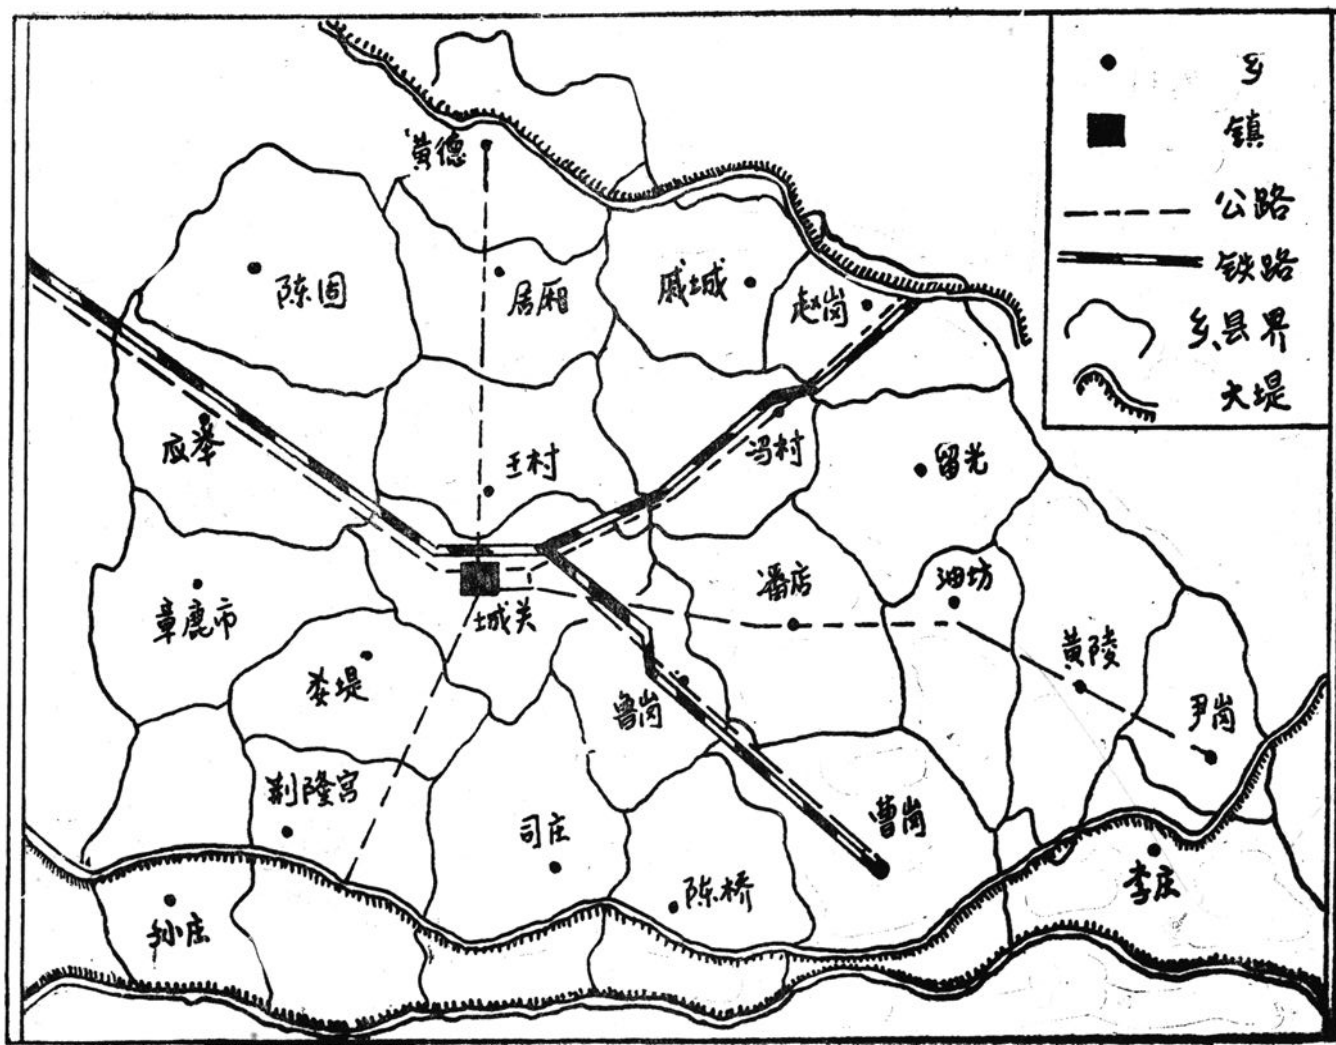 乡
镇
公路
铁路
乡、县界
大堤
黄德
陈固
居厢
戚城
赵岗
应举
王村
冯村
留光
章鹿市
城关
潘店
油坊
黄陵
娄堤
鲁岗
尹岗
荆隆宫
司庄
曹岗
孙庄
陈桥
李庄